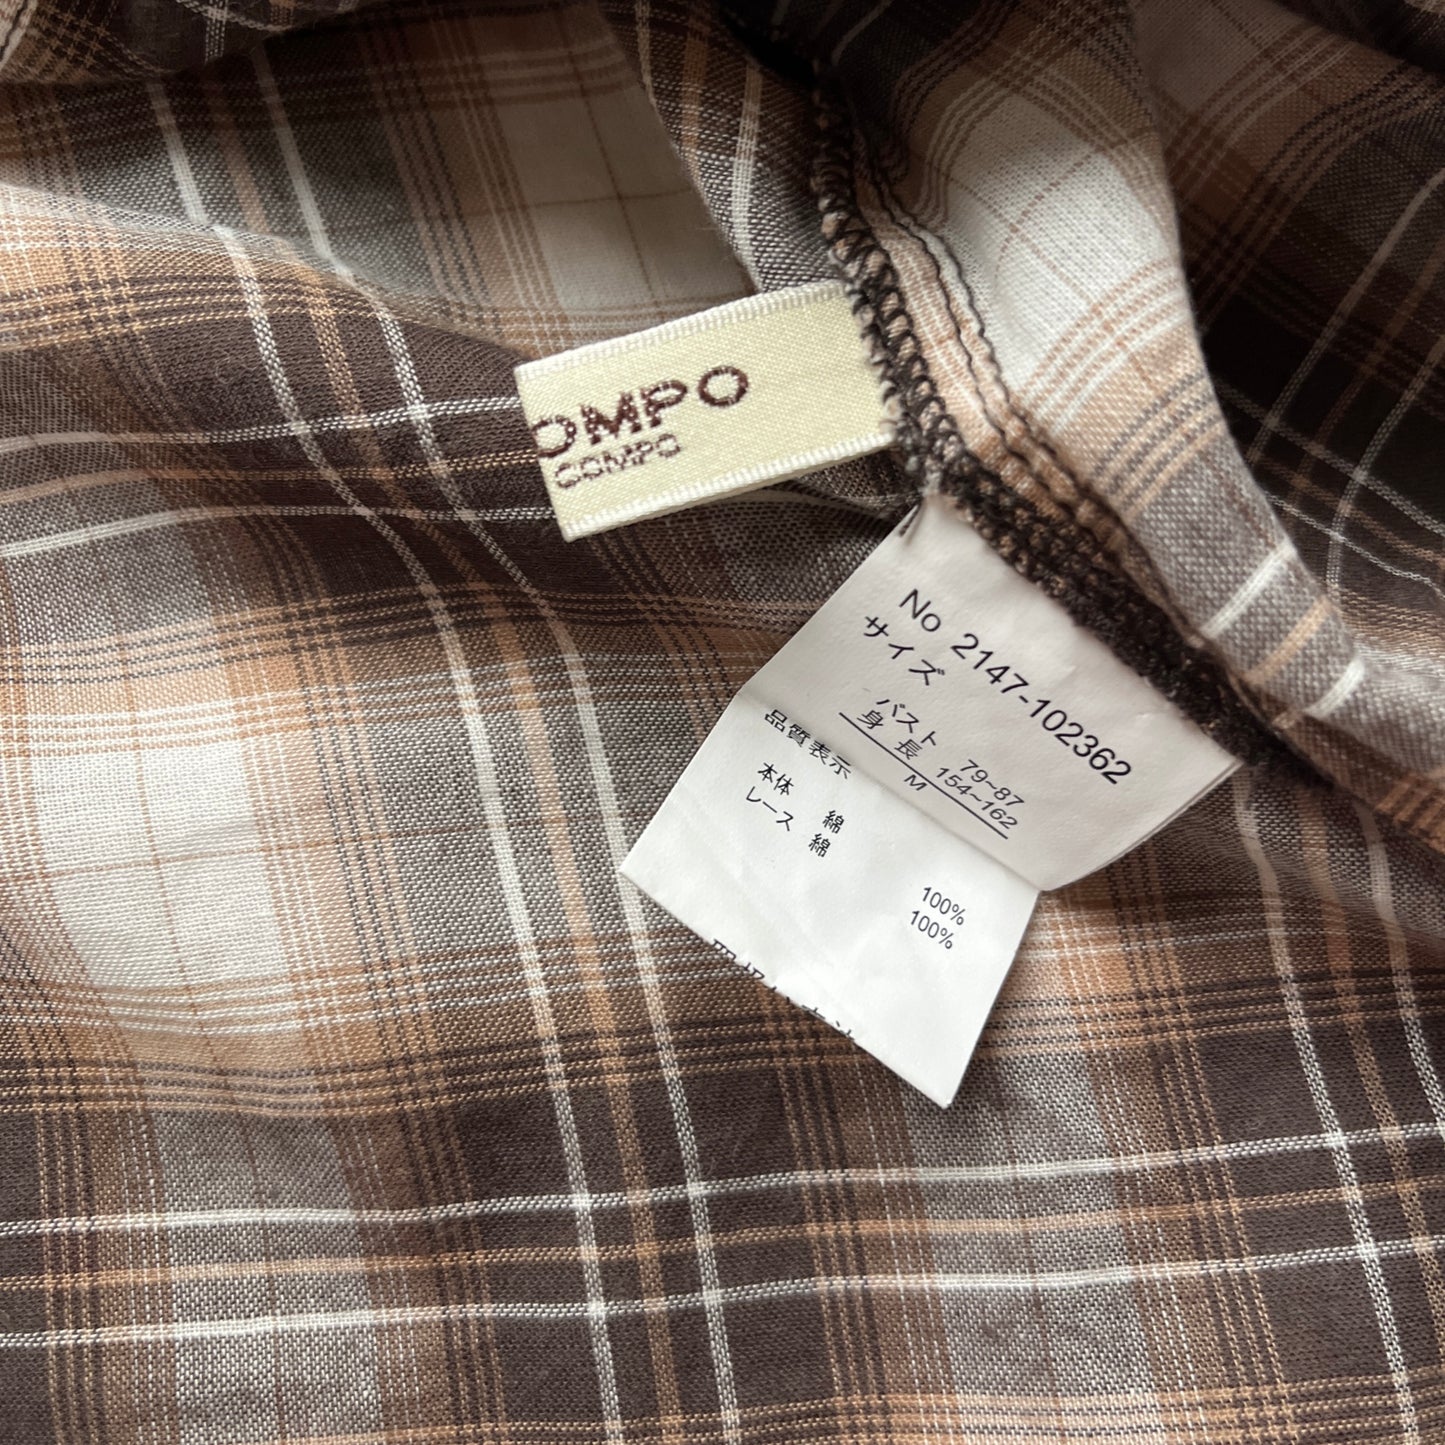 OMPO
COMPO
No 2147-102362
サイズ
バスト 79~87
身長 154~162
M
品質表示
本体 綿 100%
レース 綿 100%